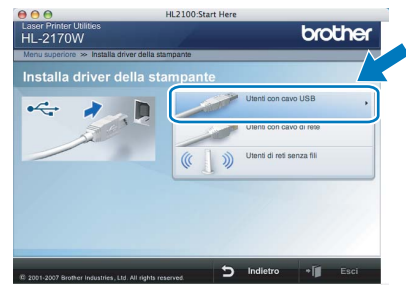 HL2100:Start Here
Laser Printer Utilities
HL-2170W
brother
Menu superiore >> Installa driver della stampante
Installa driver della stampante
Utenti con cavo USB
Utenti con cavo di rete
Utenti di reti senza fili
© 2001-2007 Brother Industries, Ltd. All rights reserved.
Indietro
Esci